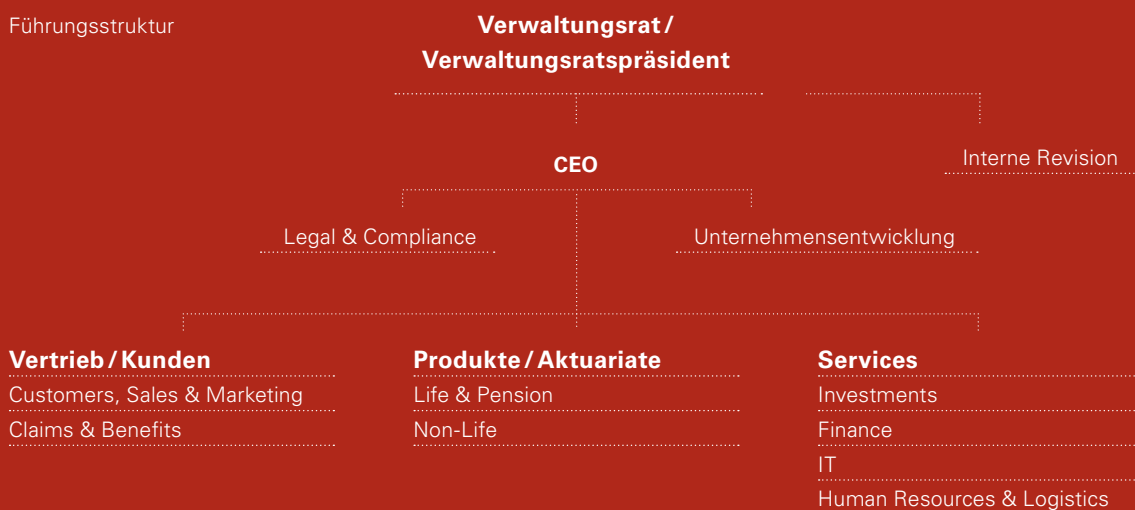 Führungsstruktur
Verwaltungsrat /
Verwaltungsratspräsident
CEO
Interne Revision
Legal & Compliance
Unternehmensentwicklung
Vertrieb / Kunden
Customers, Sales & Marketing
Claims & Benefits
Produkte / Aktuariate
Life & Pension
Non-Life
Services
Investments
Finance
IT
Human Resources & Logistics